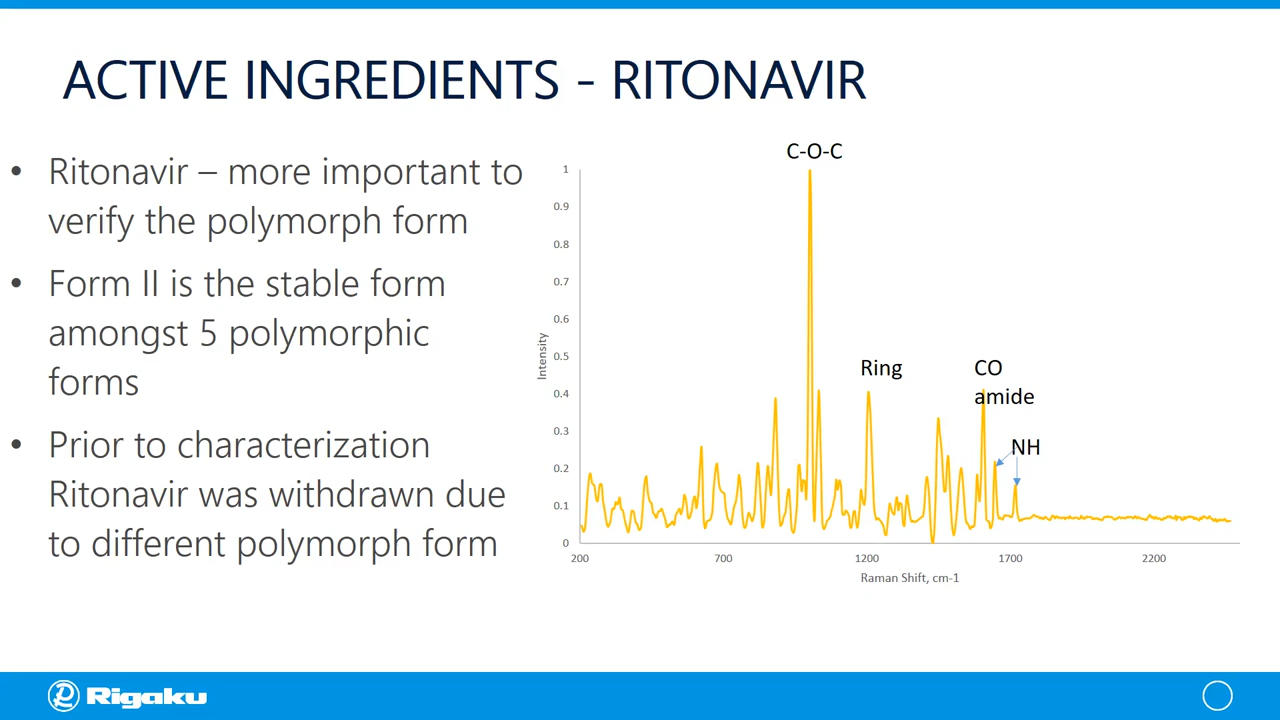 ACTIVE INGREDIENTS - RITONAVIR
• Ritonavir – more important to
verify the polymorph form
• Form II is the stable form
amongst 5 polymorphic
forms
• Prior to characterization
Ritonavir was withdrawn due
to different polymorph form
C-O-C
Ring
CO
amide
NH
Intensity
1
0.9
0.8
0.7
0.6
0.5
0.4
0.3
0.2
0.1
0
200
700
1200
1700
2200
Raman Shift, cm-1
Rigaku